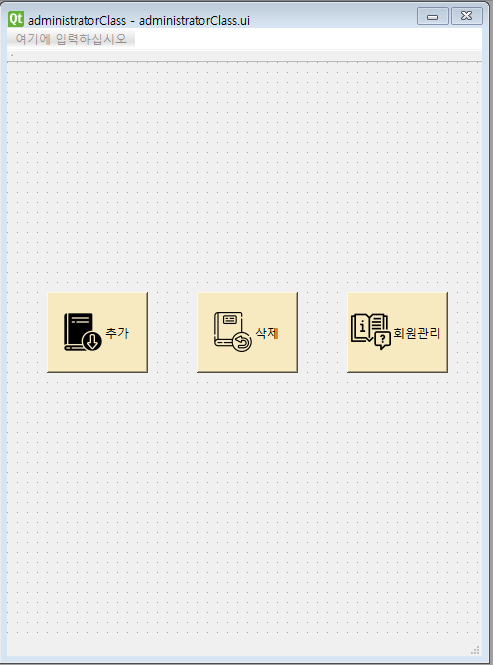 Qt administratorClass - administratorClass.ui
여기에 입력하십시오
추가
삭제
i
?
회원관리